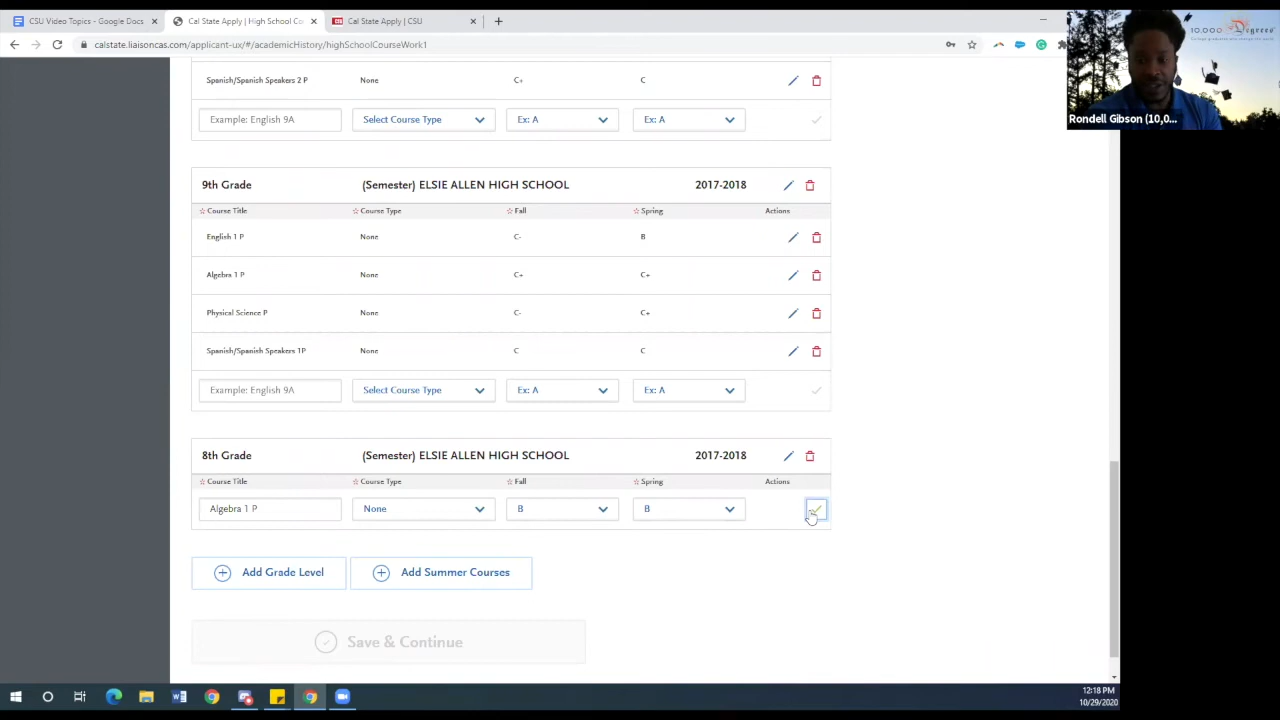 CSU Video Topics - Google Docs
Cal State Apply | High School Co
Cal State Apply | CSU
calstate.liaisoncas.com/applicant-ux/#/academicHistory/highSchoolCourseWork1
10,000 Degrees
Rondell Gibson (10,0...
Spanish/Spanish Speakers 2 P None C+ C
Example: English 9A Select Course Type Ex: A Ex: A
9th Grade (Semester) ELSIE ALLEN HIGH SCHOOL 2017-2018
Course Title Course Type Fall Spring Actions
English 1 P None C- B
Algebra 1 P None C+ C+
Physical Science P None C- C+
Spanish/Spanish Speakers 1P None C C
Example: English 9A Select Course Type Ex: A Ex: A
8th Grade (Semester) ELSIE ALLEN HIGH SCHOOL 2017-2018
Course Title Course Type Fall Spring Actions
Algebra 1 P None B B
Add Grade Level Add Summer Courses
Save & Continue
12:18 PM
10/29/2020